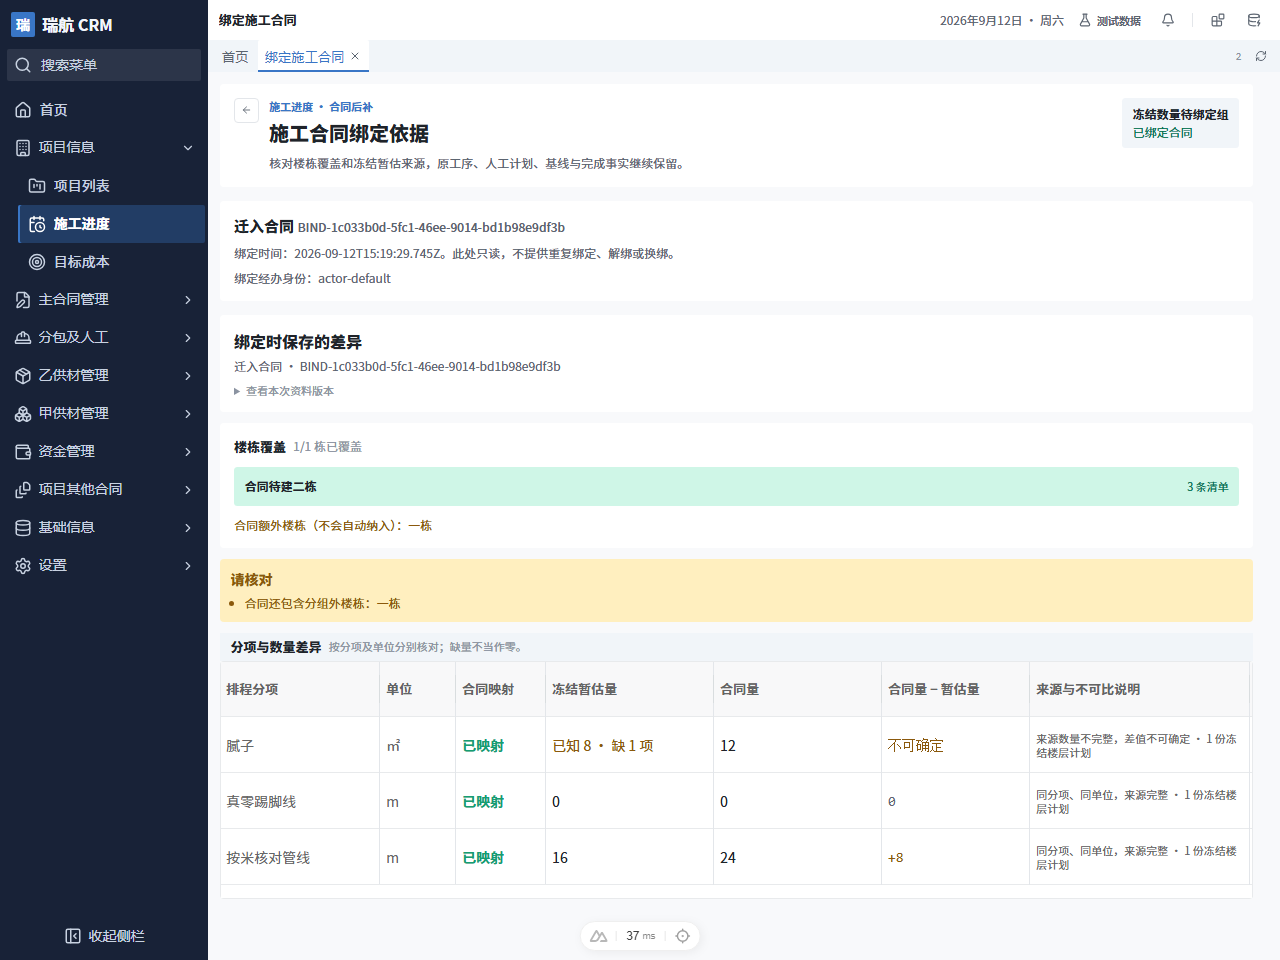 瑞 瑞航 CRM
搜索菜单
首页
项目信息
项目列表
施工进度
目标成本
主合同管理
分包及人工
乙供材管理
甲供材管理
资金管理
项目其他合同
基础信息
设置
收起侧栏
绑定施工合同
2026年9月12日 · 周六
测试数据
首页
绑定施工合同
2
施工进度 · 合同后补
施工合同绑定依据
核对楼栋覆盖和冻结暂估来源，原工序、人工计划、基线与完成事实继续保留。
冻结数量待绑定组
已绑定合同
迁入合同 BIND-1c033b0d-5fc1-46ee-9014-bd1b98e9df3b
绑定时间：2026-09-12T15:19:29.745Z。此处只读，不提供重复绑定、解绑或换绑。
绑定经办身份：actor-default
绑定时保存的差异
迁入合同 · BIND-1c033b0d-5fc1-46ee-9014-bd1b98e9df3b
查看本次资料版本
楼栋覆盖 1/1 栋已覆盖
合同待建二栋 3 条清单
合同额外楼栋（不会自动纳入）：一栋
请核对
合同还包含分组外楼栋：一栋
分项与数量差异 按分项及单位分别核对；缺量不当作零。
排程分项 单位 合同映射 冻结暂估量 合同量 合同量 − 暂估量 来源与不可比说明
腻子 ㎡ 已映射 已知 8 · 缺 1 项 12 不可确定 来源数量不完整，差值不可确定 · 1 份冻
结楼层计划
真零踢脚线 m 已映射 0 0 0 同分项、同单位，来源完整 · 1 份冻结楼
层计划
按米核对管线 m 已映射 16 24 +8 同分项、同单位，来源完整 · 1 份冻结楼
层计划
37 ms